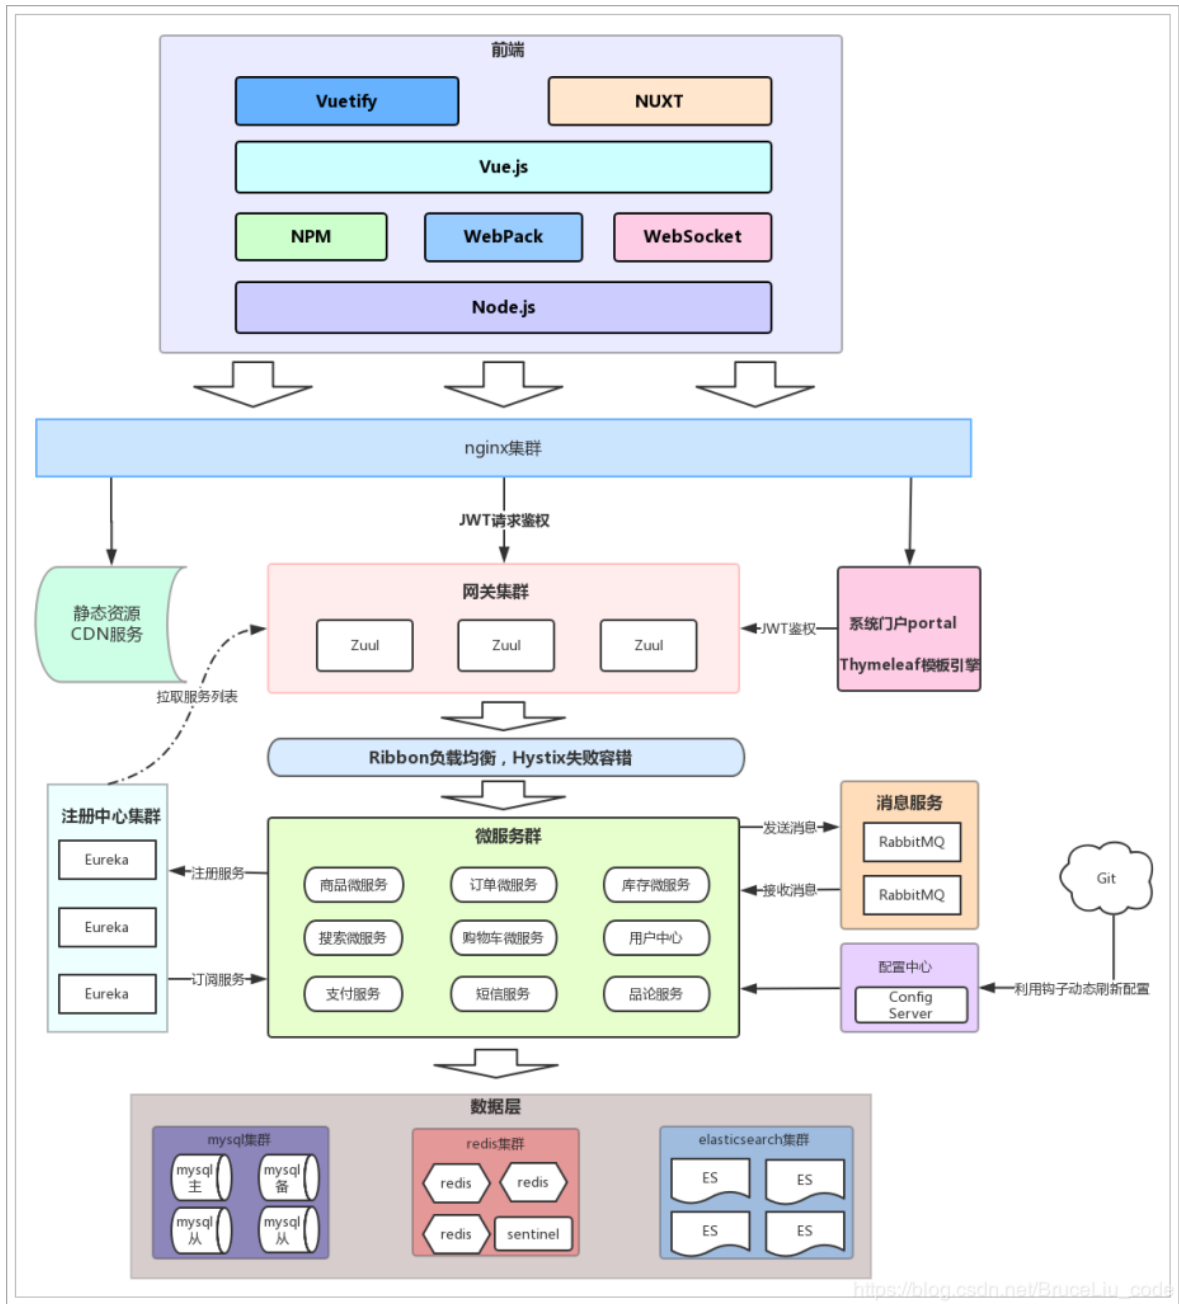 前端
Vuetify
NUXT
Vue.js
NPM
WebPack
WebSocket
Node.js
nginx集群
JWT请求鉴权
静态资源
CDN服务
网关集群
Zuul
Zuul
Zuul
JWT鉴权
系统门户portal
Thymeleaf模板引擎
拉取服务列表
Ribbon负载均衡，Hystix失败容错
注册中心集群
Eureka
Eureka
Eureka
注册服务
订阅服务
微服务群
商品微服务
订单微服务
库存微服务
搜索微服务
购物车微服务
用户中心
支付服务
短信服务
品论服务
发送消息
接收消息
消息服务
RabbitMQ
RabbitMQ
Git
配置中心
Config
Server
利用钩子动态刷新配置
数据层
mysql集群
mysql
主
mysql
备
mysql
从
mysql
从
redis集群
redis
redis
redis
sentinel
elasticsearch集群
ES
ES
ES
ES
https://blog.csdn.net/BruceLiu_code